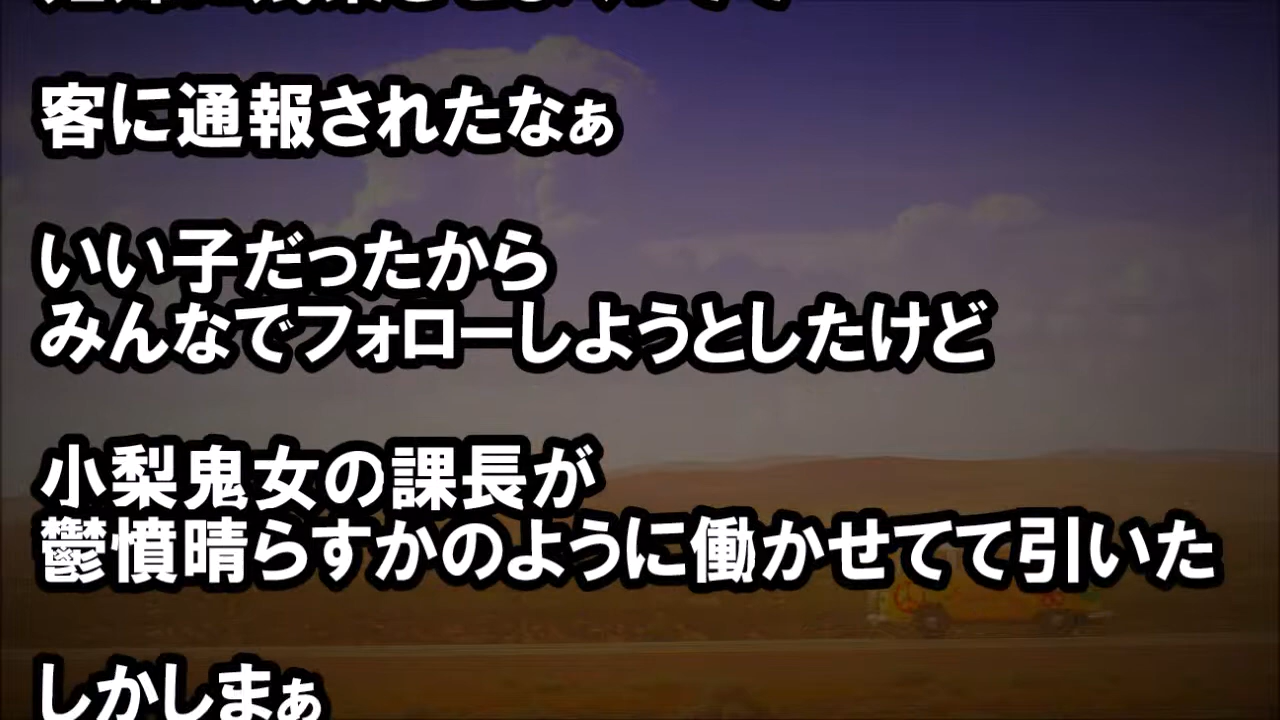 客に通報されたなぁ
いい子だったから
みんなでフォローしようとしたけど
小梨鬼女の課長が
鬱憤晴らすかのように働かせてて引いた
しかしまぁ